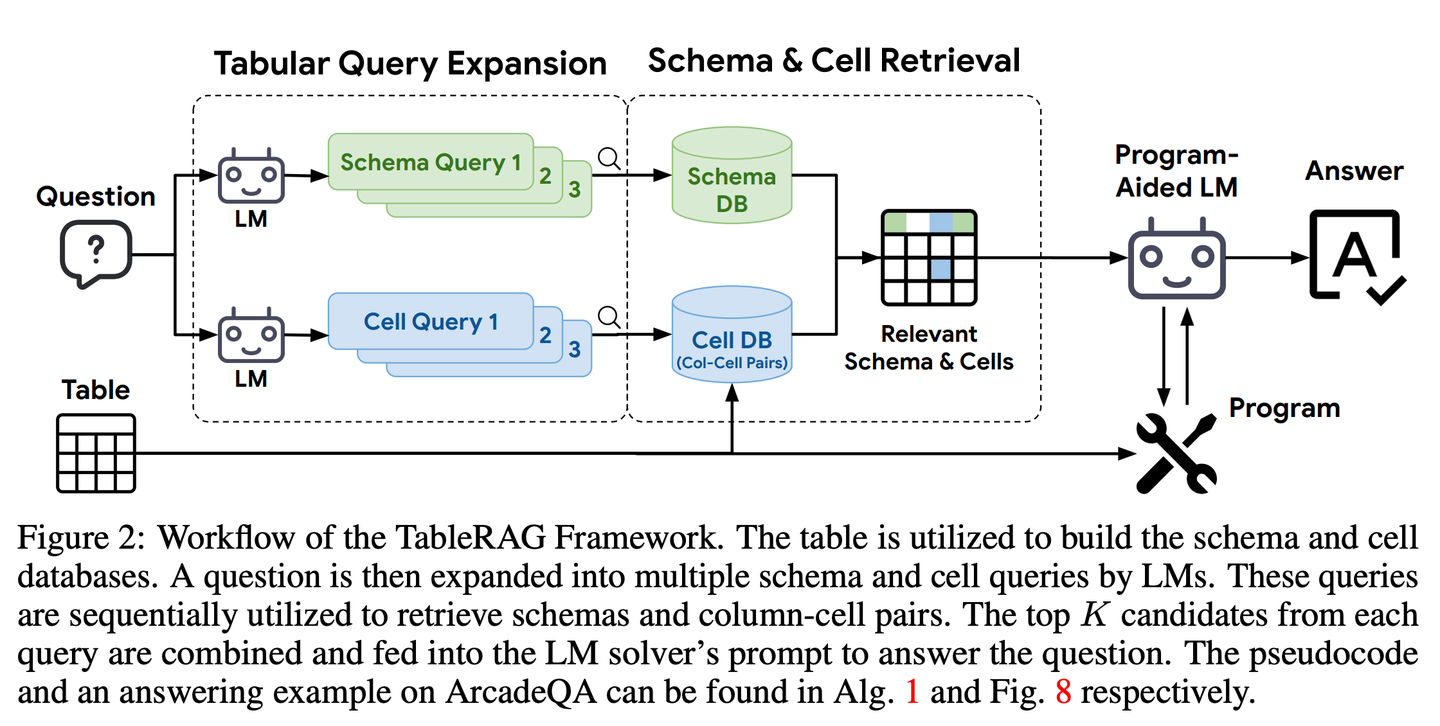 Tabular Query Expansion
Schema & Cell Retrieval
Question
?
LM
Schema Query 1
2
3
Schema
DB
LM
Cell Query 1
2
3
Cell DB
(Col-Cell Pairs)
Relevant
Schema & Cells
Program-
Aided LM
Answer
A
Table
Program
Figure 2: Workflow of the TableRAG Framework. The table is utilized to build the schema and cell
databases. A question is then expanded into multiple schema and cell queries by LMs. These queries
are sequentially utilized to retrieve schemas and column-cell pairs. The top K candidates from each
query are combined and fed into the LM solver’s prompt to answer the question. The pseudocode
and an answering example on ArcadeQA can be found in Alg. 1 and Fig. 8 respectively.